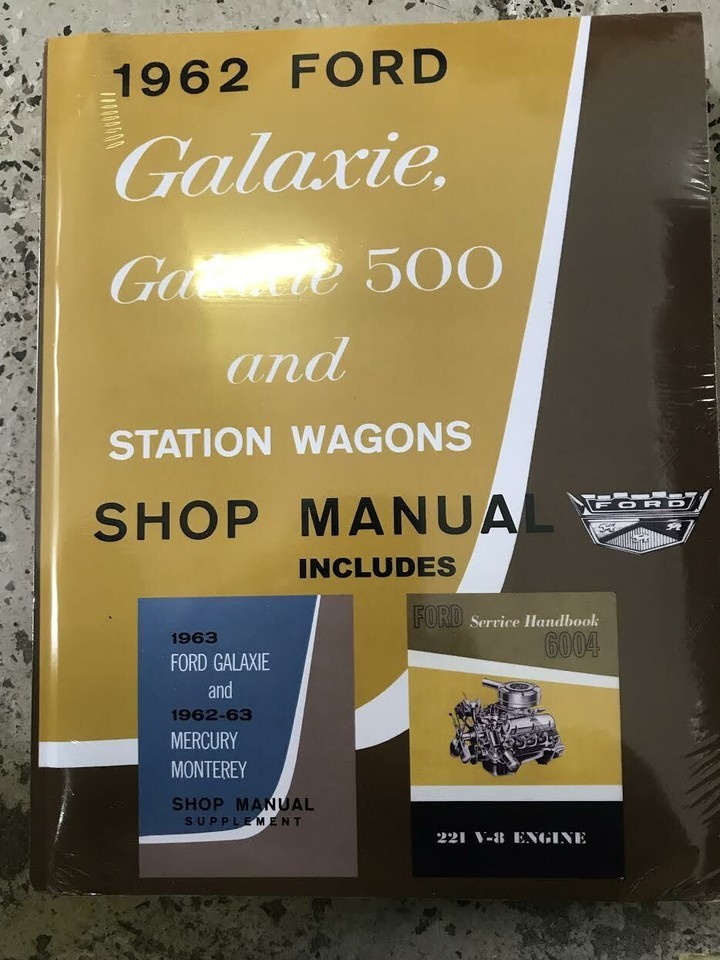 1962 FORD
Galaxie,
Galaxie 500
and
STATION WAGONS
SHOP MANUAL
FORD
INCLUDES
1963
FORD GALAXIE
and
1962-63
MERCURY
MONTEREY
SHOP MANUAL
SUPPLEMENT
FORD Service Handbook
6004
221 V-8 ENGINE